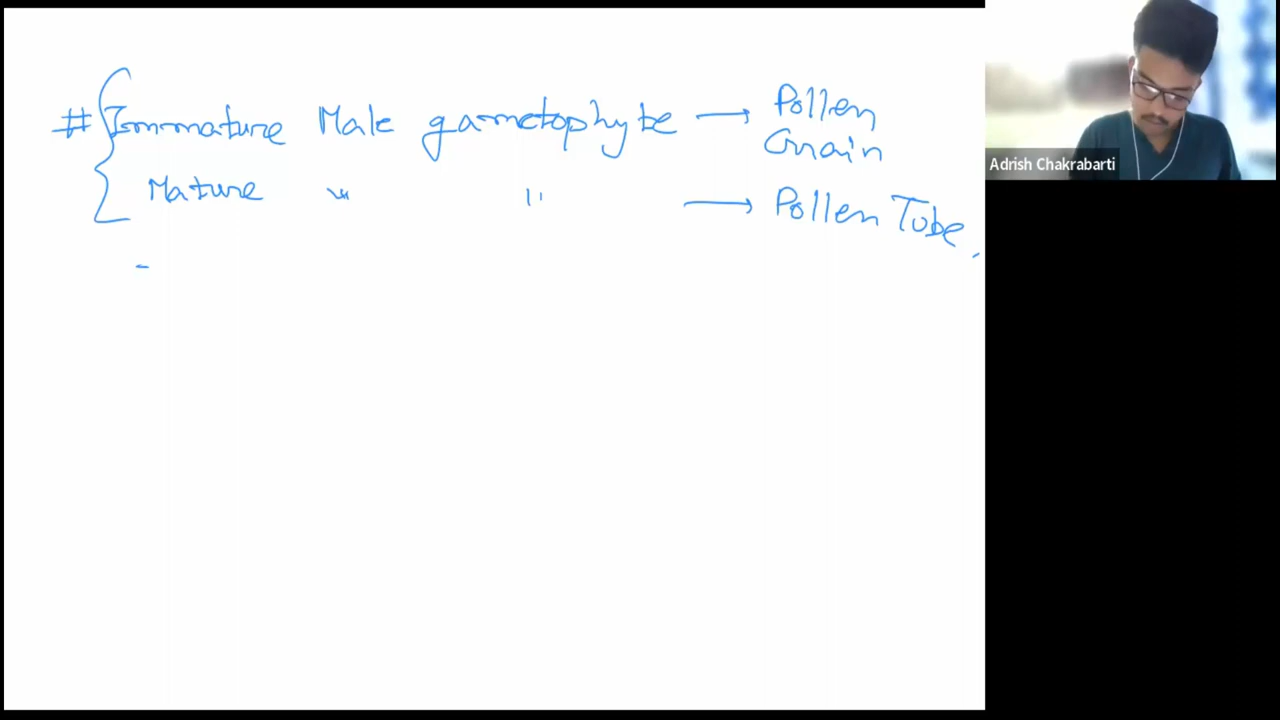 # Immature Male gametophyte → Pollen Grain
Mature " " → Pollen Tube.
-
Adrish Chakrabarti